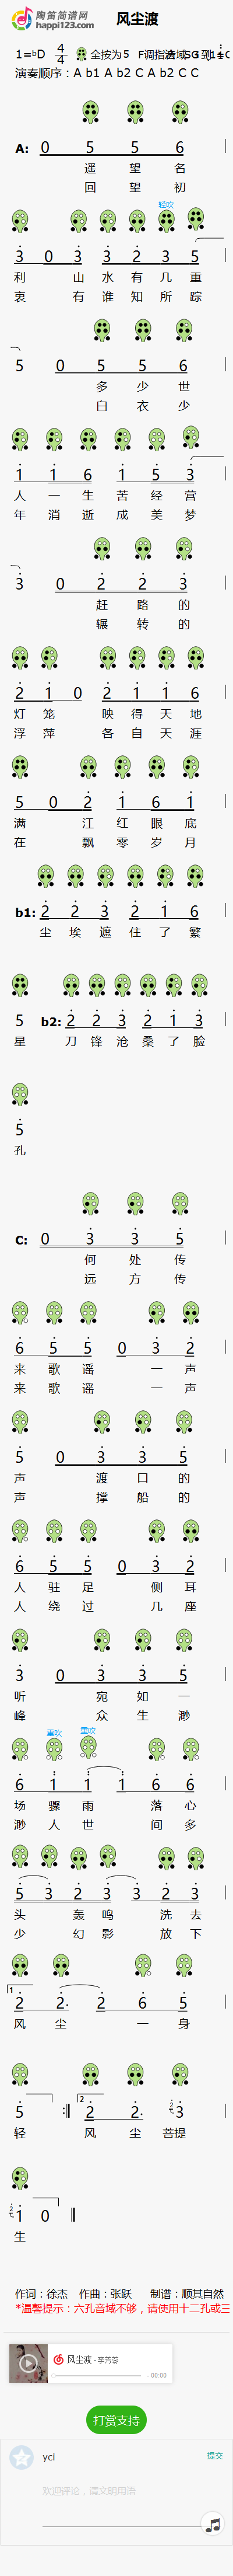 陶笛简谱网
happi123.com
风尘渡
1=♭D 4/4 全按为5
演奏顺序：A b1 A b2 C A b2 C C
A: 0 5 5 6
遥 望 名
回 望 初
轻吹
3 0 3 3 2 3 5
利 山 水 有 几 重
衷 有 谁 知 所 踪
5 0 5 5 6
多 少 世
白 衣 少
1 1 6 1 5 3
人 一 生 苦 经 营
年 消 逝 成 美 梦
3 0 2 2 3
赶 路 的
辗 转 的
2 1 0 2 1 1 6
灯 笼 映 得 天 地
浮 萍 各 自 天 涯
5 0 2 1 6 1
满 江 红 眼 底
在 飘 零 岁 月
b1: 2 2 3 2 1 6
尘 埃 遮 住 了 繁
5 b2: 2 2 3 2 1 3
星 刀 锋 沧 桑 了 脸
5
孔
C: 0 3 3 5
何 处 传
远 方 传
6 5 5 0 3 2
来 歌 谣 一 声
来 歌 谣 一 声
5 0 3 3 5
声 渡 口 的
声 撑 船 的
6 5 5 0 3 2
人 驻 足 侧 耳
人 绕 过 几 座
3 0 3 3 5
听 宛 如 一
峰 众 生 渺
重吹 重吹
6 1 1 1 6 6
场 骤 雨 落 心
渺 人 世 间 多
5 3 2 3 3 2 3
头 轰 鸣 洗 去
少 幻 影 放 下
1
2 2. 2 6 5
风 尘 一 身
5 :‖ 2 2 2. 3
轻 风 尘 菩提
1 0
生
作词：徐杰 作曲：张跃 制谱：顺其自然
*温馨提示：六孔音域不够，请使用十二孔或三
风尘渡 - 李芳芸
00:00
打赏支持
yci
提交
欢迎评论，请文明用语